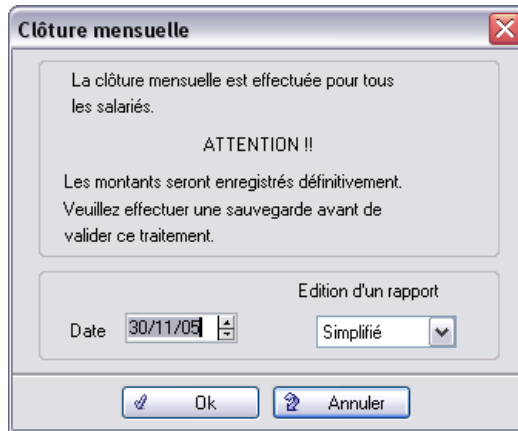 Clôture mensuelle
La clôture mensuelle est effectuée pour tous
les salariés.
ATTENTION !!
Les montants seront enregistrés définitivement.
Veuillez effectuer une sauvegarde avant de
valider ce traitement.
Edition d'un rapport
Date 30/11/05 Simplifié
Ok Annuler